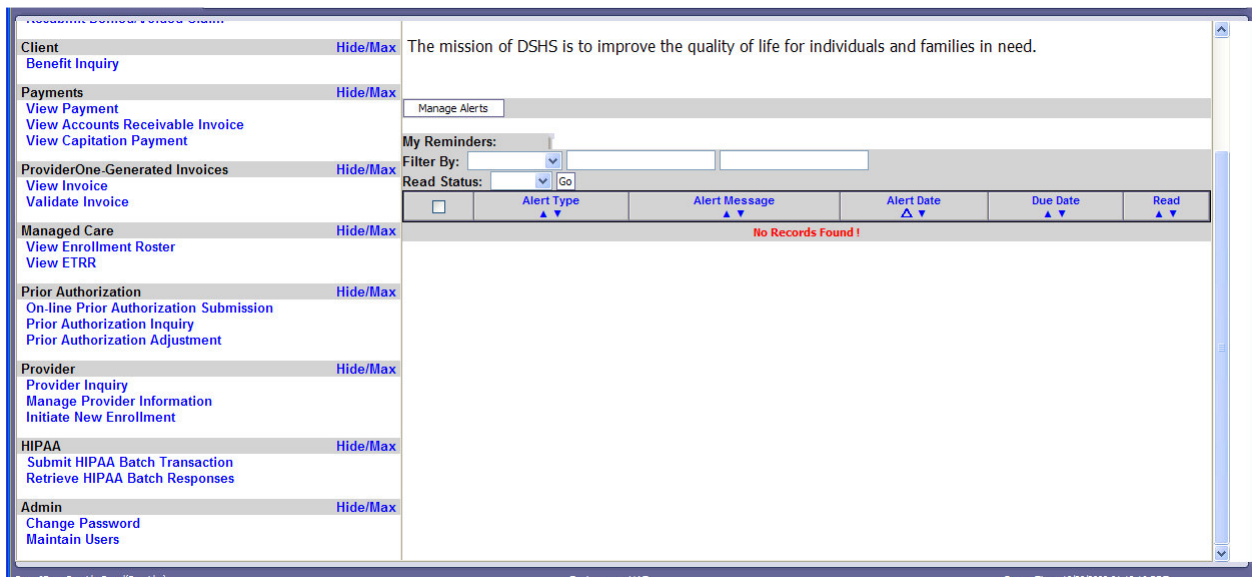 Client Hide/Max
Benefit Inquiry
Payments Hide/Max
View Payment
View Accounts Receivable Invoice
View Capitation Payment
ProviderOne-Generated Invoices Hide/Max
View Invoice
Validate Invoice
Managed Care Hide/Max
View Enrollment Roster
View ETRR
Prior Authorization Hide/Max
On-line Prior Authorization Submission
Prior Authorization Inquiry
Prior Authorization Adjustment
Provider Hide/Max
Provider Inquiry
Manage Provider Information
Initiate New Enrollment
HIPAA Hide/Max
Submit HIPAA Batch Transaction
Retrieve HIPAA Batch Responses
Admin Hide/Max
Change Password
Maintain Users
The mission of DSHS is to improve the quality of life for individuals and families in need.
Manage Alerts
My Reminders:
Filter By:
Read Status: Go
Alert Type Alert Message Alert Date Due Date Read
▲ ▼ ▲ ▼ △ ▼ ▲ ▼ ▲ ▼
No Records Found !